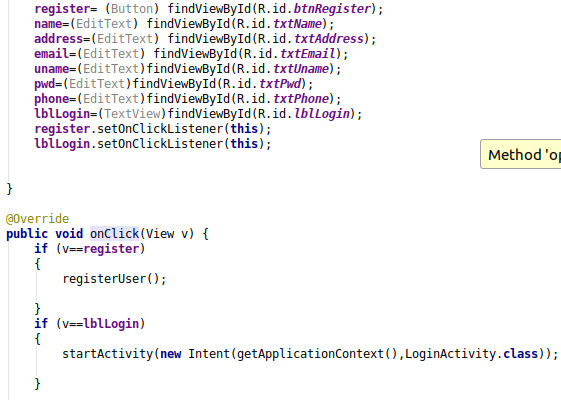 register= (Button) findViewById(R.id.btnRegister);
name=(EditText) findViewById(R.id.txtName);
address=(EditText) findViewById(R.id.txtAddress);
email=(EditText) findViewById(R.id.txtEmail);
uname=(EditText)findViewById(R.id.txtUname);
pwd=(EditText)findViewById(R.id.txtPwd);
phone=(EditText)findViewById(R.id.txtPhone);
lblLogin=(TextView)findViewById(R.id.lblLogin);
register.setOnClickListener(this);
lblLogin.setOnClickListener(this);
Method 'op
}
@Override
public void onClick(View v) {
if (v==register)
{
registerUser();
}
if (v==lblLogin)
{
startActivity(new Intent(getApplicationContext(),LoginActivity.class));
}